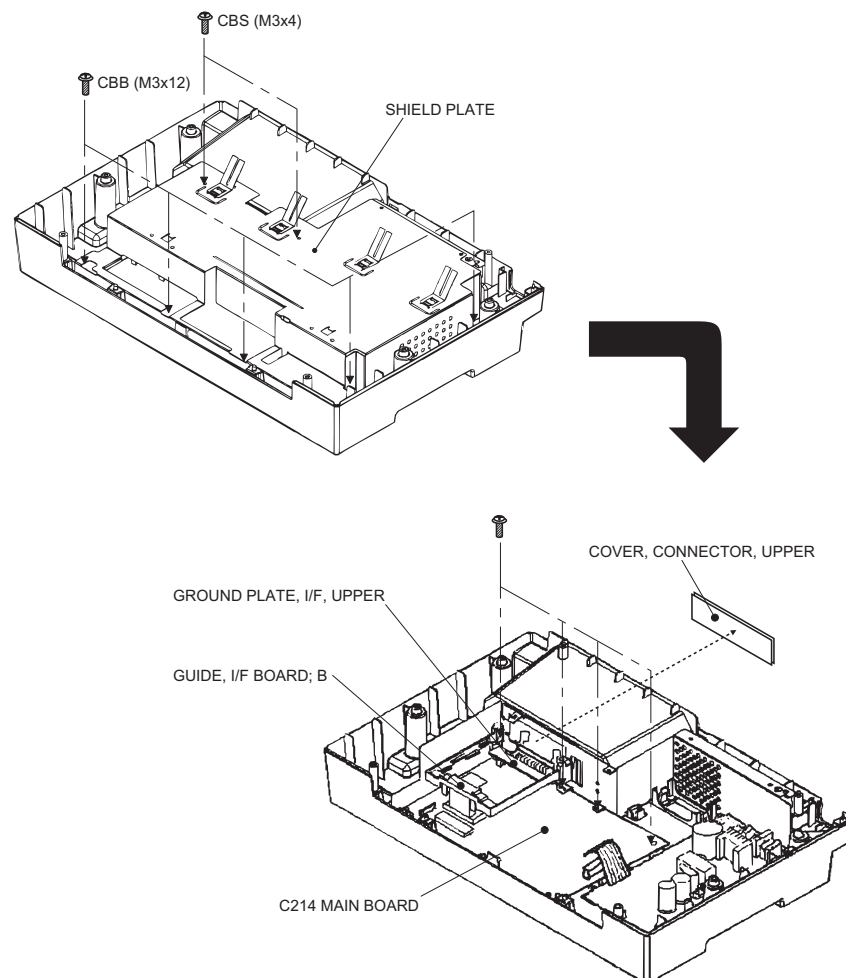 CBS (M3x4)
CBB (M3x12)
SHIELD PLATE
COVER, CONNECTOR, UPPER
GROUND PLATE, I/F, UPPER
GUIDE, I/F BOARD; B
C214 MAIN BOARD